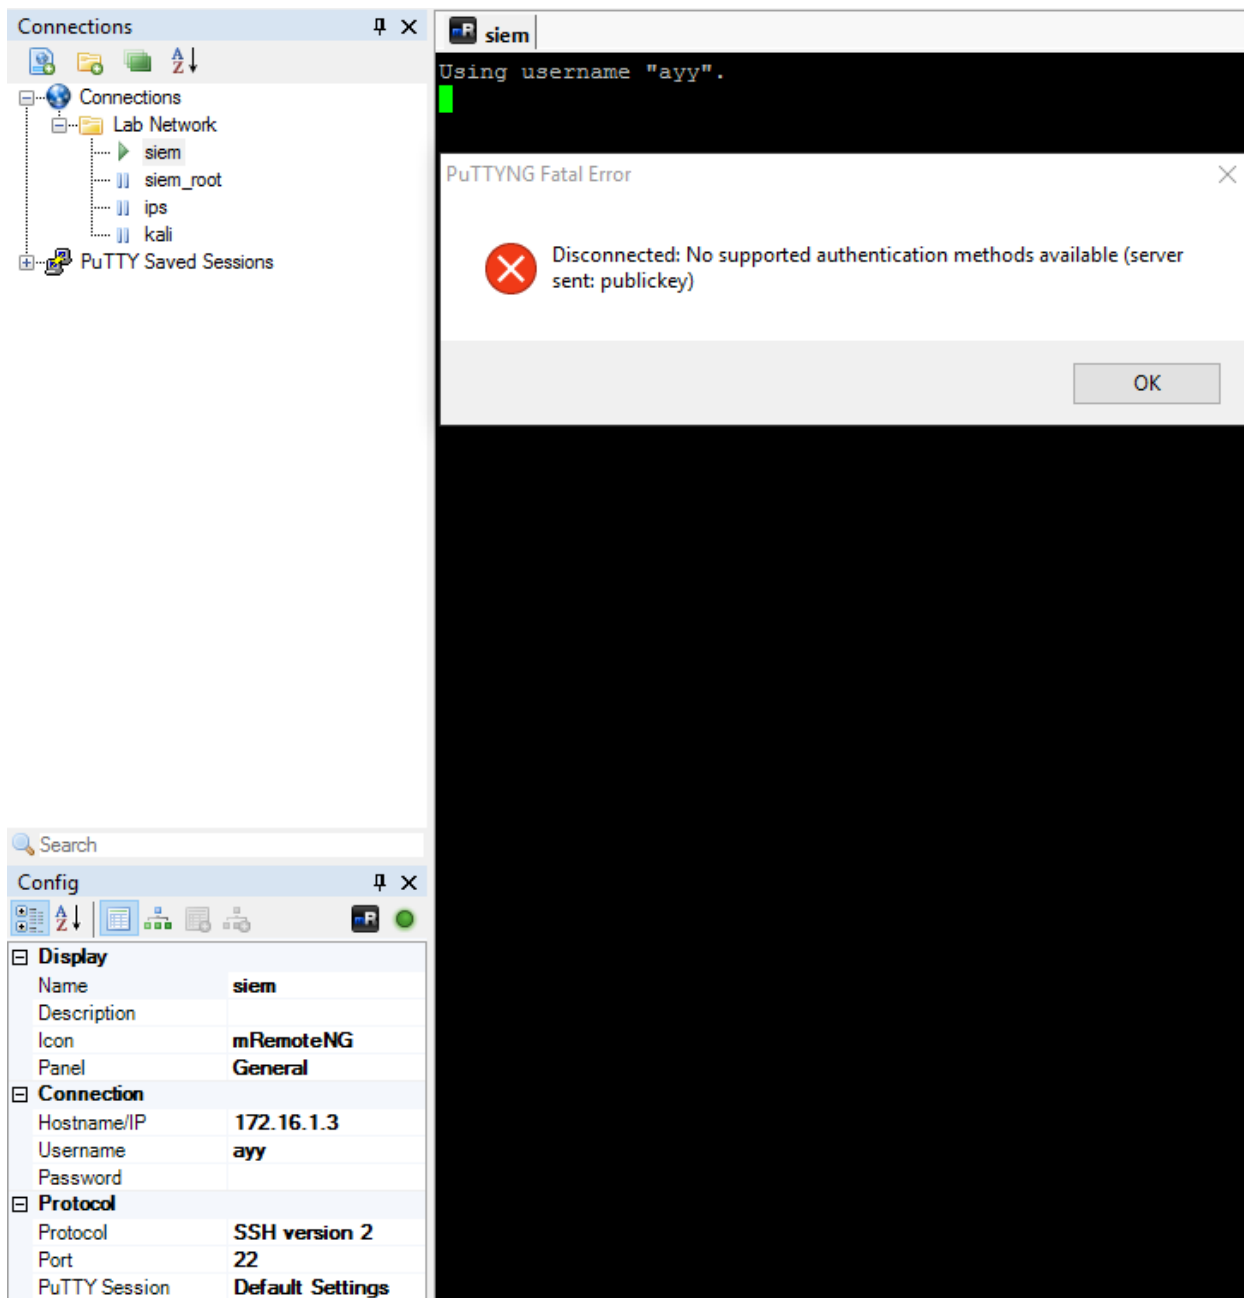 Connections
siem
Using username "ayy".
Connections
Lab Network
siem
siem_root
ips
kali
PuTTY Saved Sessions
PuTTYNG Fatal Error
Disconnected: No supported authentication methods available (server
sent: publickey)
OK
Search
Config
Display
Name siem
Description
Icon mRemoteNG
Panel General
Connection
Hostname/IP 172.16.1.3
Username ayy
Password
Protocol
Protocol SSH version 2
Port 22
PuTTY Session Default Settings